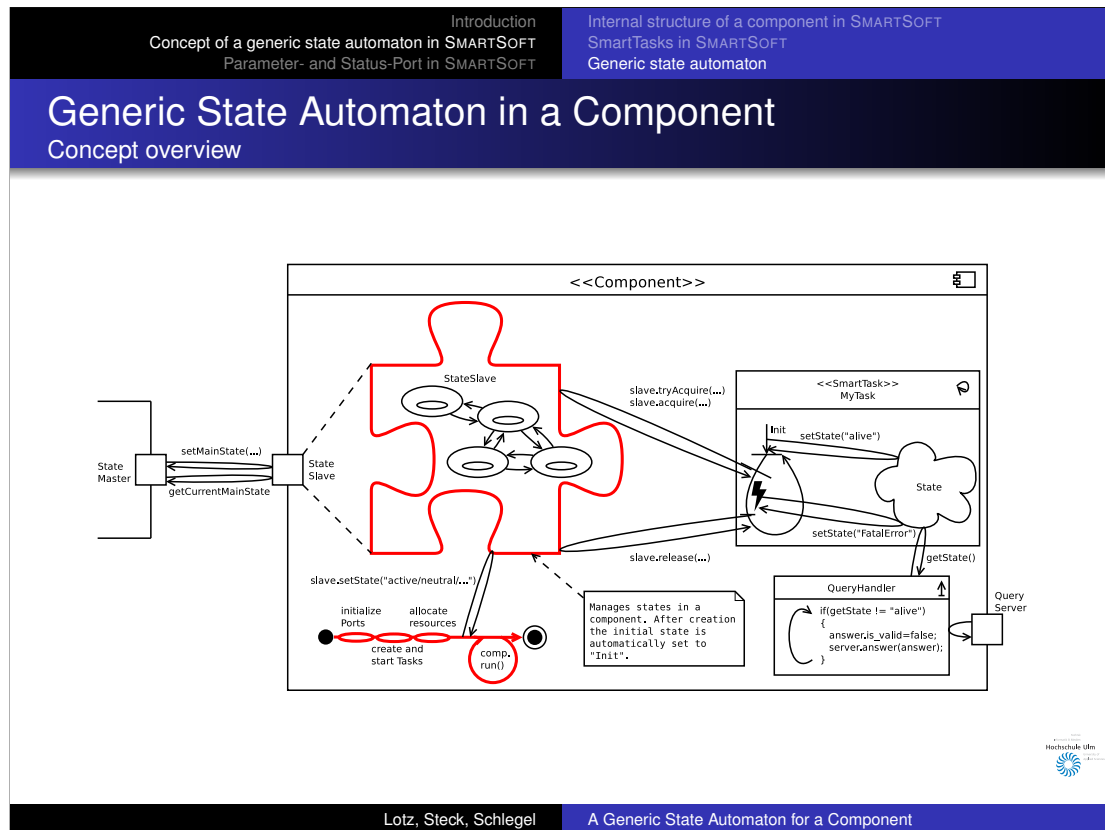 Introduction
Concept of a generic state automaton in SMARTSOFT
Parameter- and Status-Port in SMARTSOFT
Internal structure of a component in SMARTSOFT
SmartTasks in SMARTSOFT
Generic state automaton
Generic State Automaton in a Component
Concept overview
<<Component>>
StateSlave
slave.tryAcquire(...)
slave.acquire(...)
<<SmartTask>>
MyTask
Init
setState("alive")
State
setState("FatalError")
setMainState(...)
State
Master
State
Slave
getCurrentMainState
slave.release(...)
getState()
slave.setState("active/neutral/...")
initialize
Ports
allocate
resources
create and
start Tasks
comp.
run()
Manages states in a
component. After creation
the initial state is
automatically set to
"Init".
QueryHandler
if(getState != "alive")
{
answer.is_valid=false;
server.answer(answer);
}
Query
Server
Hochschule Ulm
Lotz, Steck, Schlegel
A Generic State Automaton for a Component